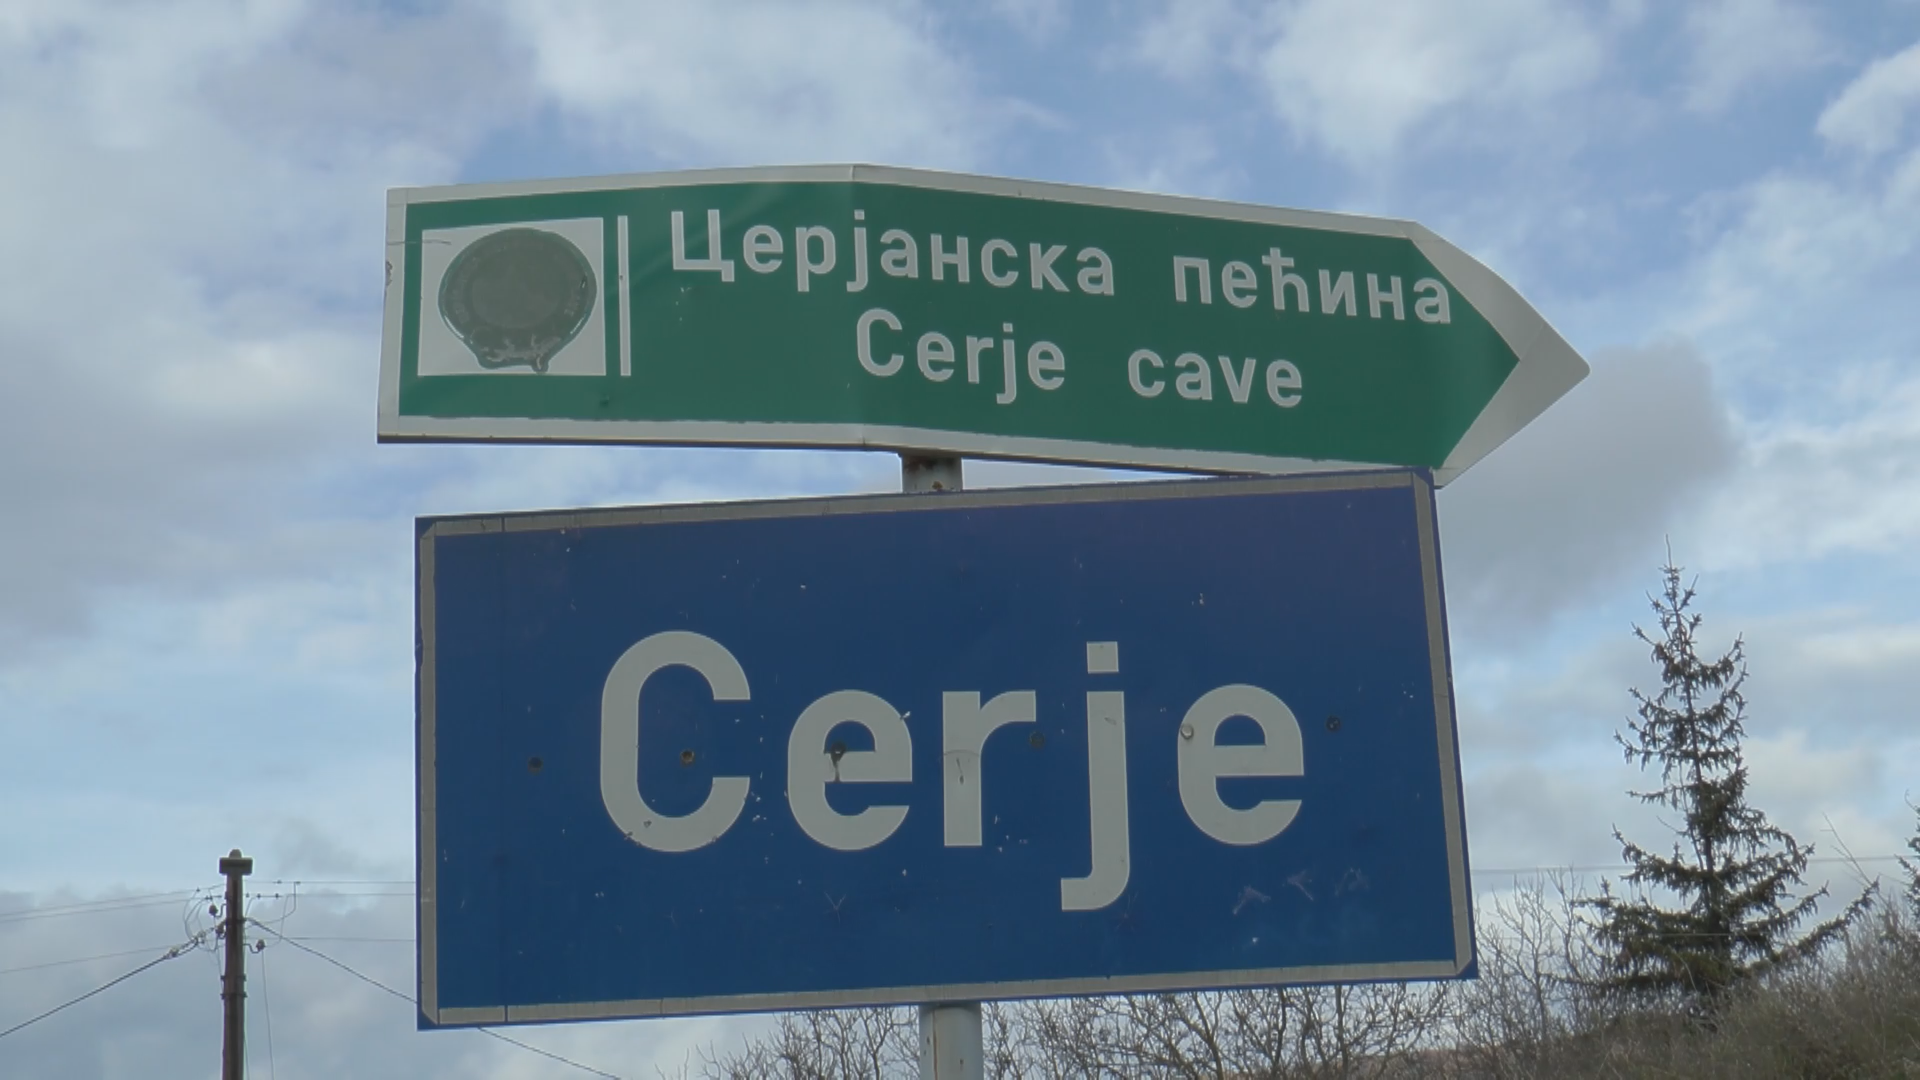 Церјанска пећина
Cerje cave
Cerje